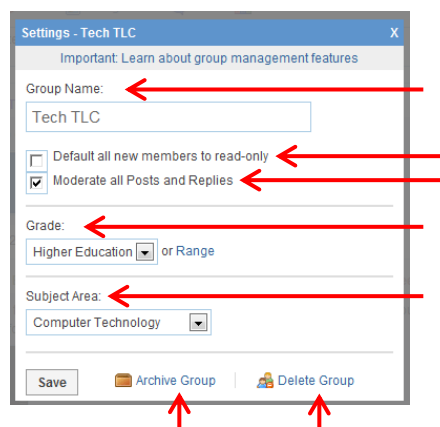 Settings - Tech TLC X
Important: Learn about group management features
Group Name:
Tech TLC
Default all new members to read-only
Moderate all Posts and Replies
Grade:
Higher Education or Range
Subject Area:
Computer Technology
Save Archive Group Delete Group